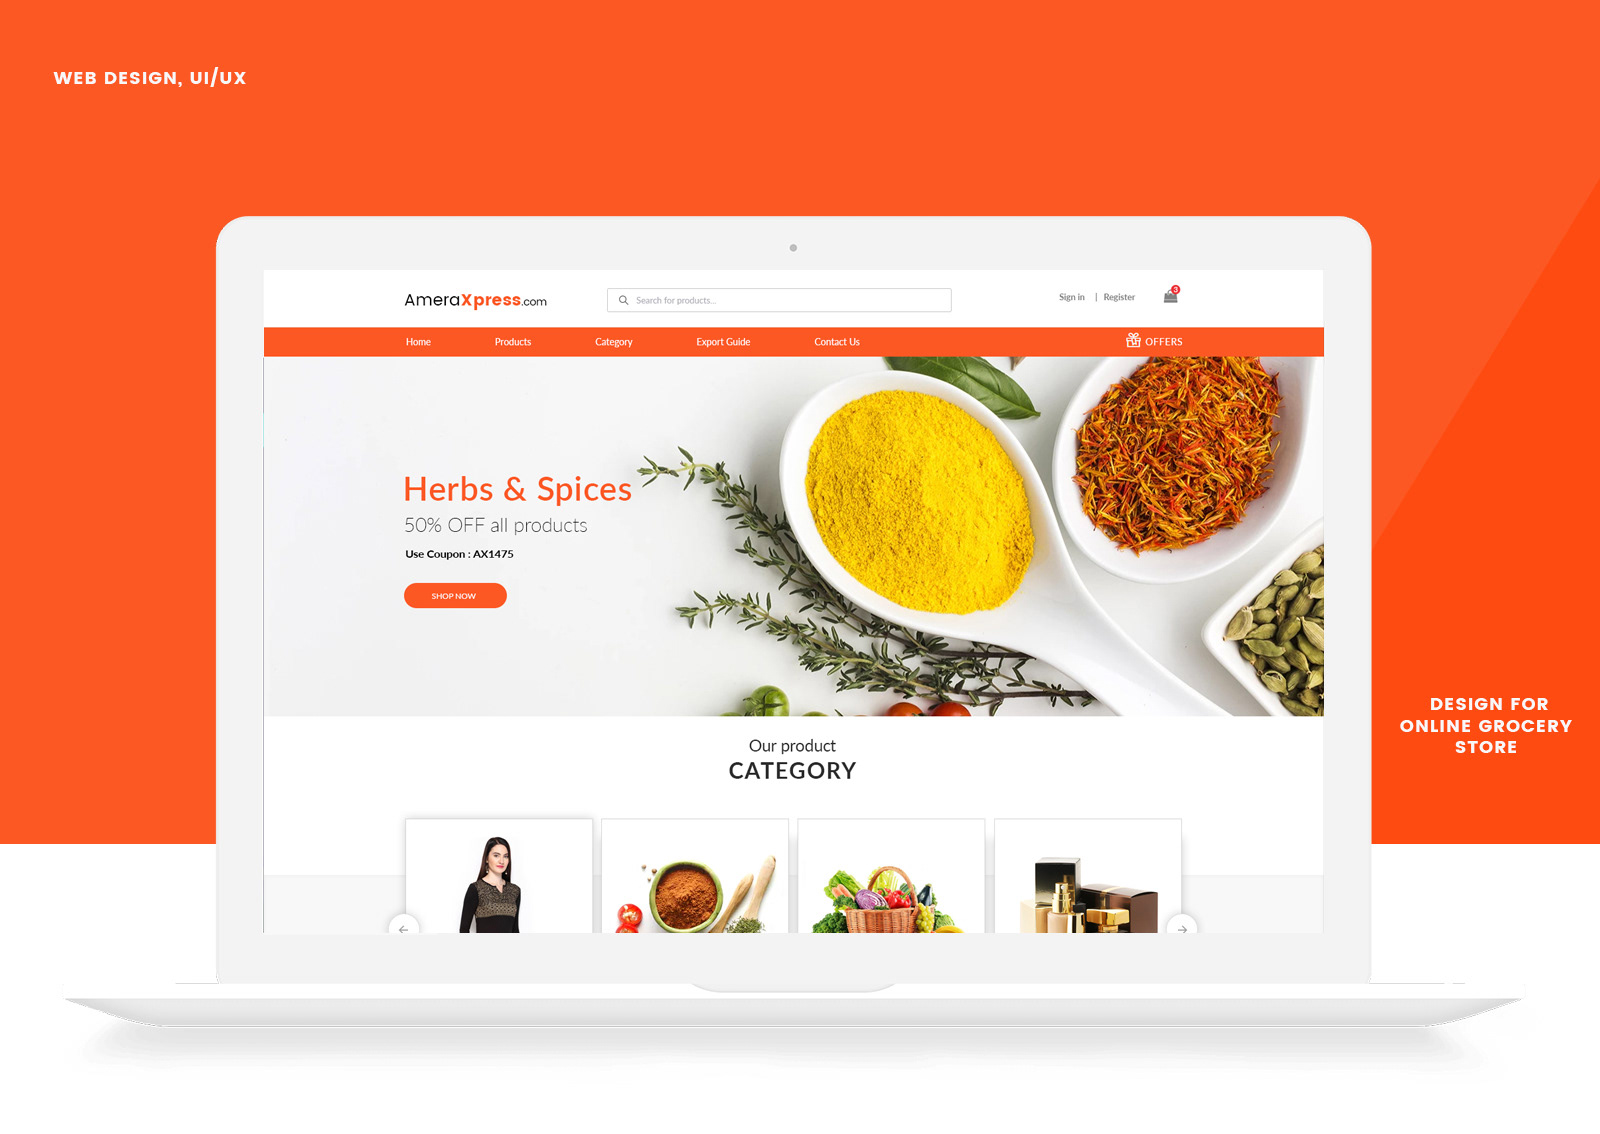 WEB DESIGN, UI/UX
AmeraXpress.com
Search for products...
Sign in | Register
3
Home
Products
Category
Export Guide
Contact Us
OFFERS
Herbs & Spices
50% OFF all products
Use Coupon : AX1475
SHOP NOW
DESIGN FOR
ONLINE GROCERY
STORE
Our product
CATEGORY